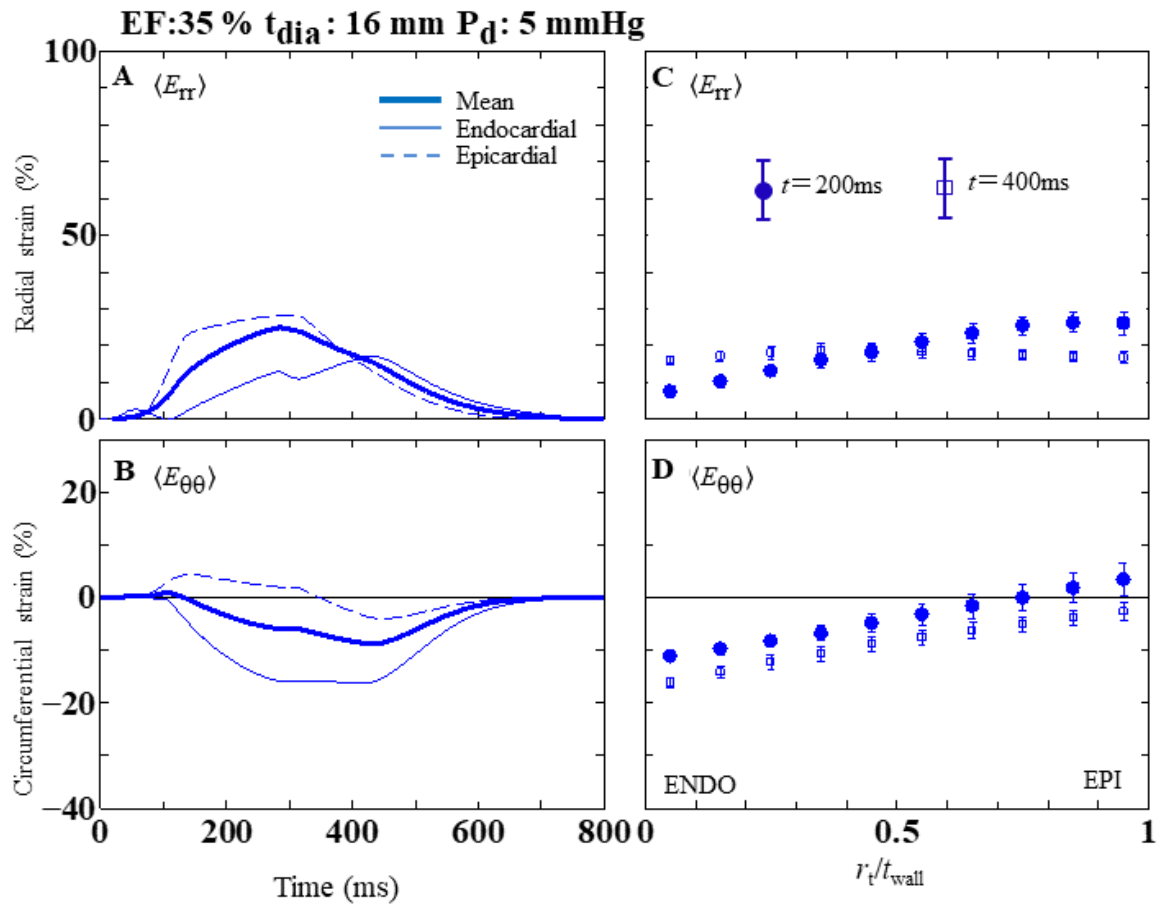 EF:35 % t_dia : 16 mm P_d: 5 mmHg
A ⟨E_rr⟩
Mean
Endocardial
Epicardial
Radial strain (%)
100
50
0
C ⟨E_rr⟩
t＝200ms
t＝400ms
B ⟨E_θθ⟩
Circumferential strain (%)
20
0
−20
−40
0 200 400 600 800
Time (ms)
D ⟨E_θθ⟩
ENDO
EPI
0 0.5 1
r_t/t_wall